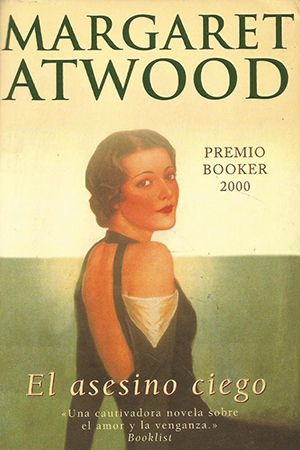 MARGARET
ATWOOD
PREMIO
BOOKER
2000
El asesino ciego
«Una cautivadora novela sobre
el amor y la venganza.»
Booklist